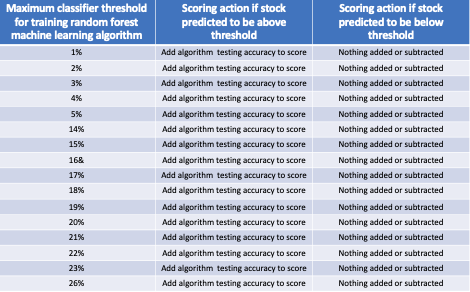 Maximum classifier threshold for training random forest machine learning algorithm Scoring action if stock predicted to be above threshold Scoring action if stock predicted to be below threshold
1% Add algorithm testing accuracy to score Nothing added or subtracted
2% Add algorithm testing accuracy to score Nothing added or subtracted
3% Add algorithm testing accuracy to score Nothing added or subtracted
4% Add algorithm testing accuracy to score Nothing added or subtracted
5% Add algorithm testing accuracy to score Nothing added or subtracted
14% Add algorithm testing accuracy to score Nothing added or subtracted
15% Add algorithm testing accuracy to score Nothing added or subtracted
16& Add algorithm testing accuracy to score Nothing added or subtracted
17% Add algorithm testing accuracy to score Nothing added or subtracted
18% Add algorithm testing accuracy to score Nothing added or subtracted
19% Add algorithm testing accuracy to score Nothing added or subtracted
20% Add algorithm testing accuracy to score Nothing added or subtracted
21% Add algorithm testing accuracy to score Nothing added or subtracted
22% Add algorithm testing accuracy to score Nothing added or subtracted
23% Add algorithm testing accuracy to score Nothing added or subtracted
26% Add algorithm testing accuracy to score Nothing added or subtracted